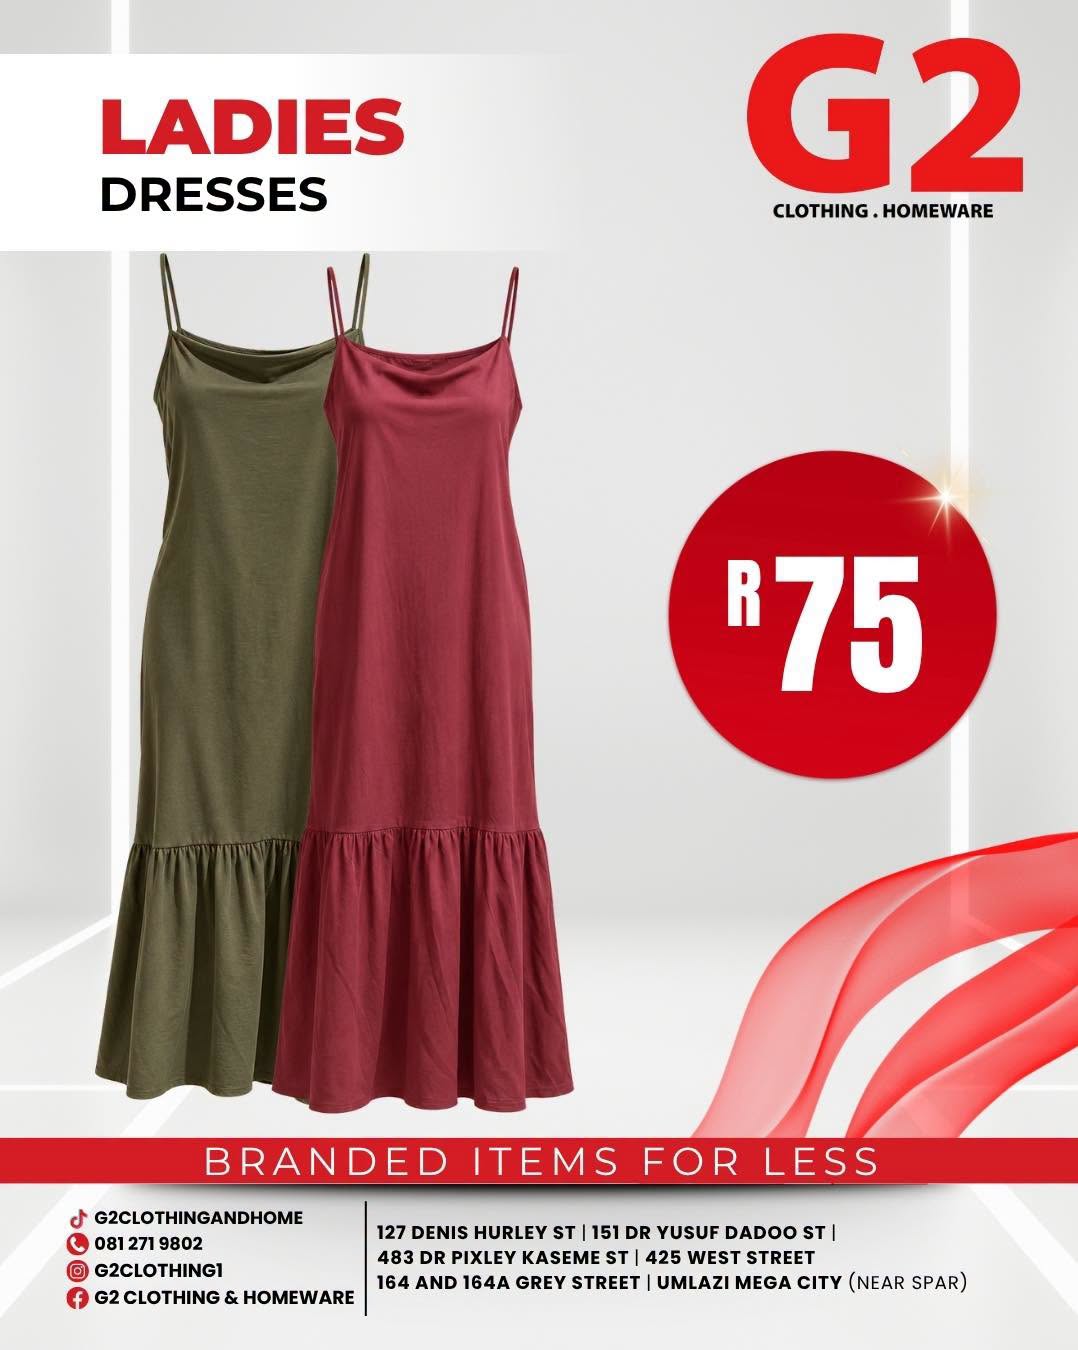 LADIES
DRESSES
G2
CLOTHING . HOMEWARE
R75
BRANDED ITEMS FOR LESS
G2CLOTHINGANDHOME
081 271 9802
G2CLOTHING1
G2 CLOTHING & HOMEWARE
127 DENIS HURLEY ST | 151 DR YUSUF DADOO ST |
483 DR PIXLEY KASEME ST | 425 WEST STREET
164 AND 164A GREY STREET | UMLAZI MEGA CITY (NEAR SPAR)